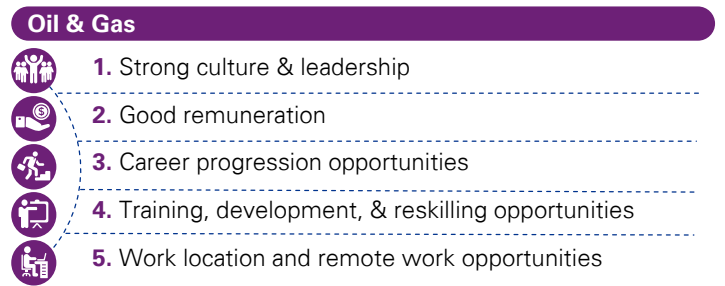 Oil & Gas
1. Strong culture & leadership
$
2. Good remuneration
3. Career progression opportunities
4. Training, development, & reskilling opportunities
5. Work location and remote work opportunities